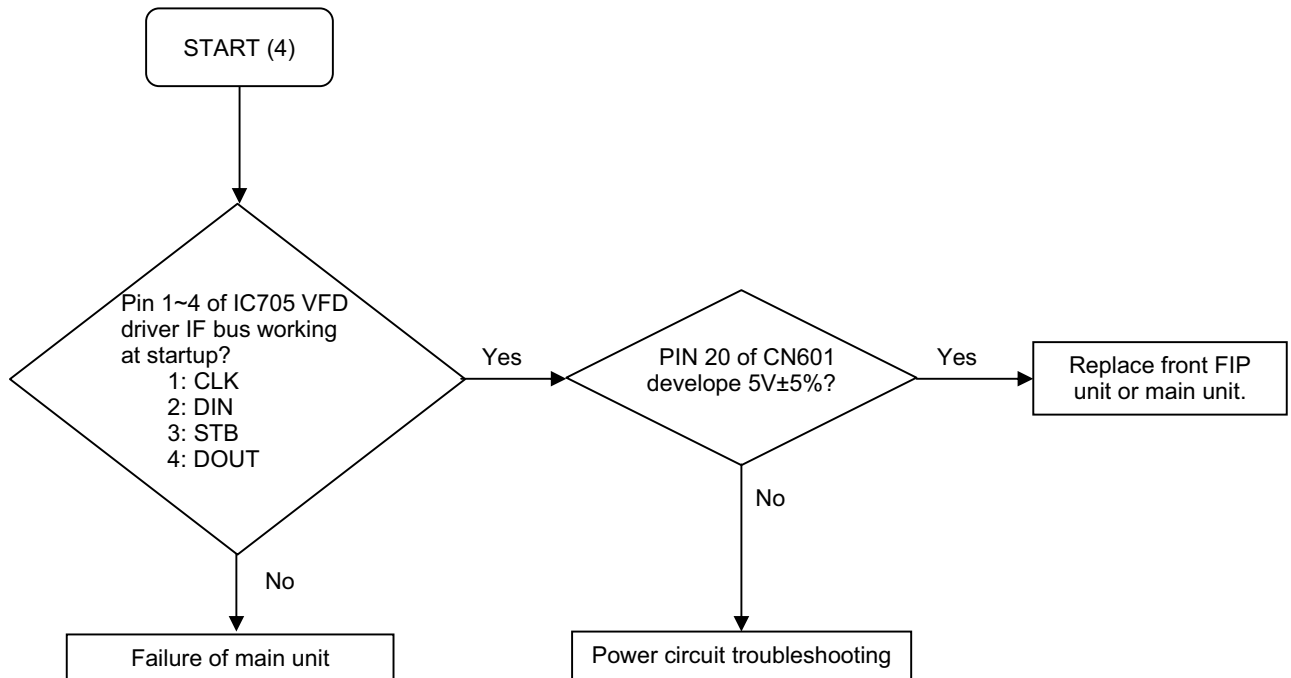 START (4)
Pin 1~4 of IC705 VFD
driver IF bus working
at startup?
1: CLK
2: DIN
3: STB
4: DOUT
Yes
PIN 20 of CN601
develope 5V±5%?
Yes
Replace front FIP
unit or main unit.
No
No
Failure of main unit
Power circuit troubleshooting